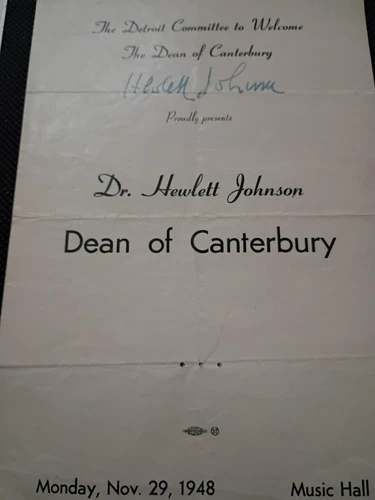 The Detroit Committee to Welcome
The Dean of Canterbury
Hewlett Johnson
Proudly presents
Dr. Hewlett Johnson
Dean of Canterbury
Monday, Nov. 29, 1948
Music Hall